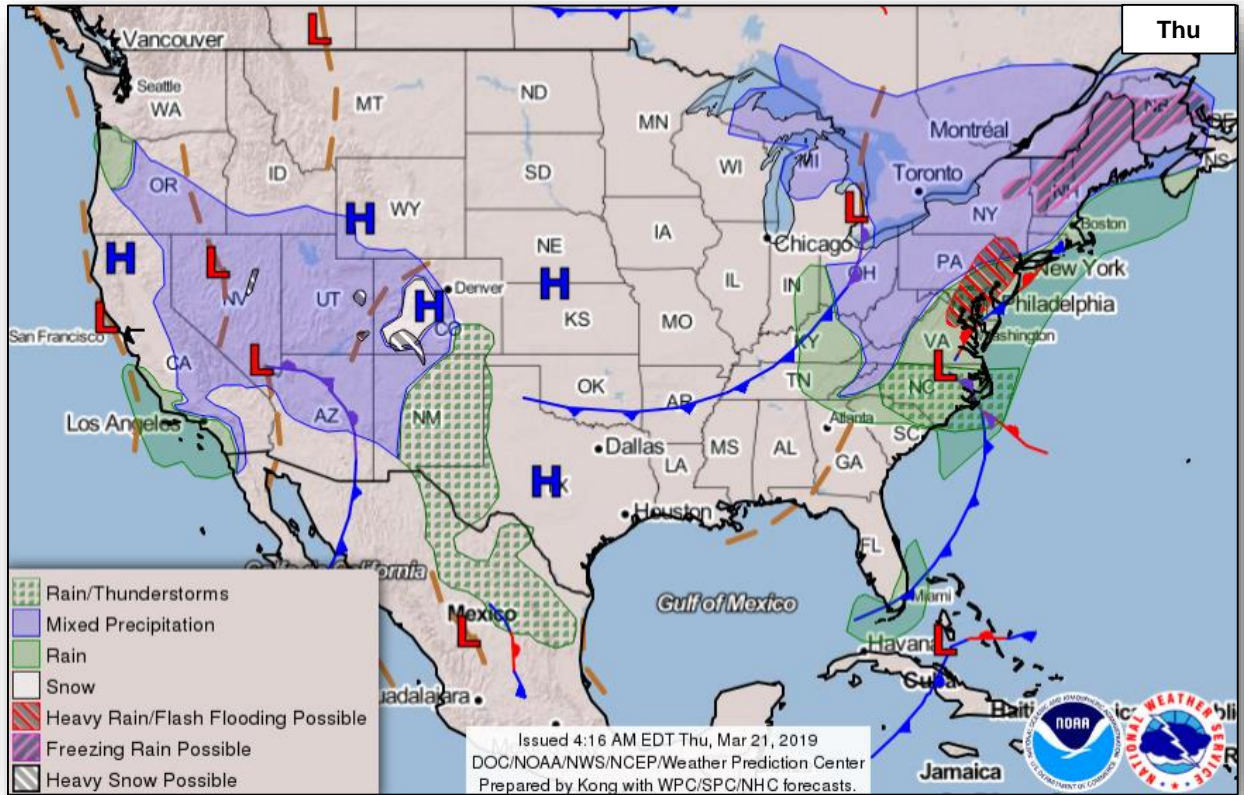 Thu
Vancouver
Seattle
WA
MT
ND
MN
Montréal
NB
NS
OR
ID
SD
WI
MI
Toronto
NH
WY
NY
Boston
H
L
IA
Chicago
NE
PA
New York
H
L
NV
UT
Denver
IL
IN
OH
Philadelphia
San Francisco
CO
KS
MO
KY
VA
CA
OK
TN
NC
Los Angeles
AZ
NM
AR
Atlanta
SC
Dallas
MS
AL
GA
LA
Houston
FL
Gulf of Mexico
Miami
Mexico
Havana
Cuba
Jamaica
Rain/Thunderstorms
Mixed Precipitation
Rain
Snow
Heavy Rain/Flash Flooding Possible
Freezing Rain Possible
Heavy Snow Possible
Issued 4:16 AM EDT Thu, Mar 21, 2019
DOC/NOAA/NWS/NCEP/Weather Prediction Center
Prepared by Kong with WPC/SPC/NHC forecasts.
NOAA
NATIONAL WEATHER SERVICE